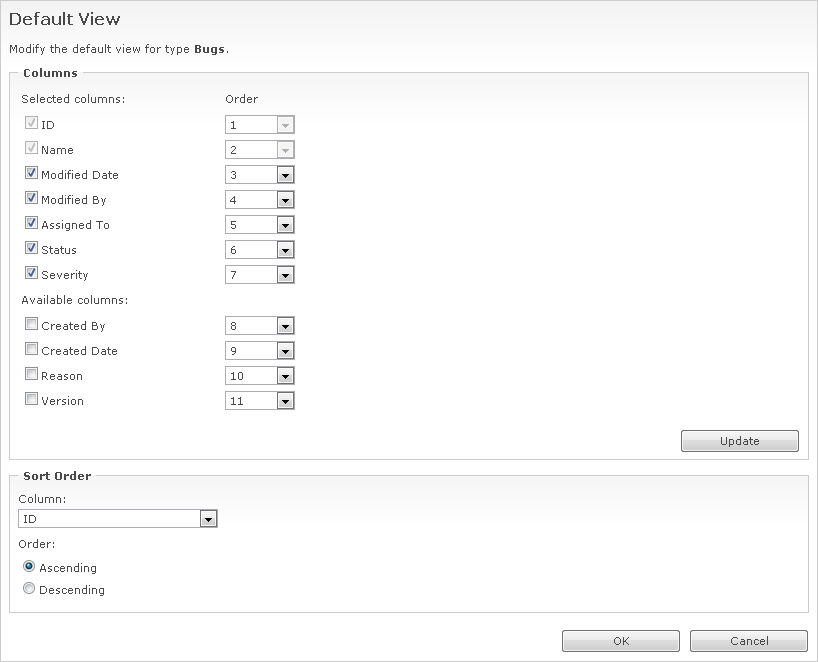 Default View
Modify the default view for type Bugs.
Columns
Selected columns: Order
ID 1
Name 2
Modified Date 3
Modified By 4
Assigned To 5
Status 6
Severity 7
Available columns:
Created By 8
Created Date 9
Reason 10
Version 11
Update
Sort Order
Column:
ID
Order:
Ascending
Descending
OK Cancel